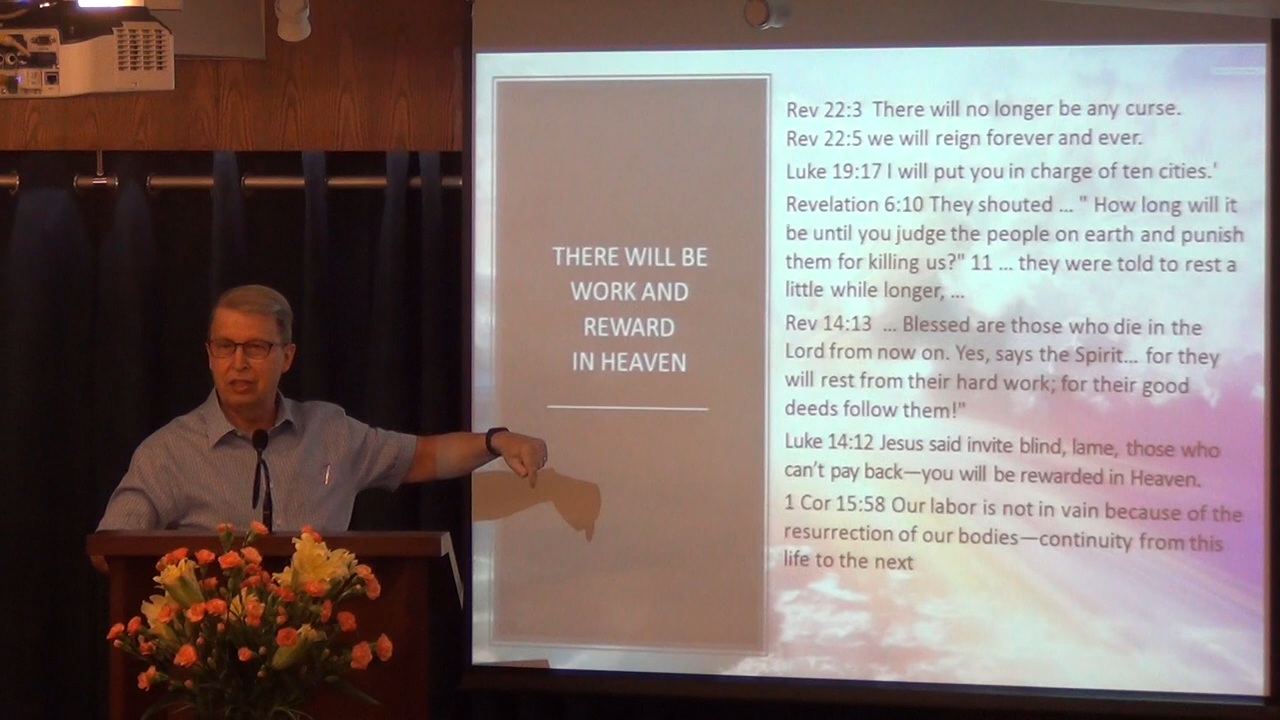 THERE WILL BE
WORK AND
REWARD
IN HEAVEN
Rev 22:3 There will no longer be any curse.
Rev 22:5 we will reign forever and ever.
Luke 19:17 I will put you in charge of ten cities.'
Revelation 6:10 They shouted ... " How long will it
be until you judge the people on earth and punish
them for killing us?" 11 ... they were told to rest a
little while longer, ...
Rev 14:13 ... Blessed are those who die in the
Lord from now on. Yes, says the Spirit... for they
will rest from their hard work; for their good
deeds follow them!"
Luke 14:12 Jesus said invite blind, lame, those who
can't pay back—you will be rewarded in Heaven.
1 Cor 15:58 Our labor is not in vain because of the
resurrection of our bodies—continuity from this
life to the next